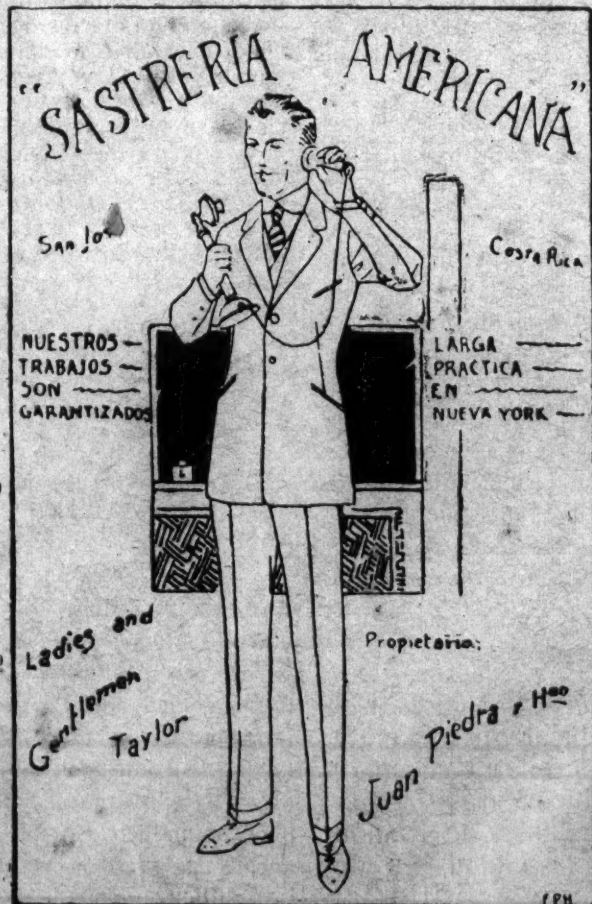 "SASTRERIA AMERICANA"
San José
Costa Rica
NUESTROS
TRABAJOS
SON
GARANTIZADOS
LARGA
PRACTICA
EN
NUEVA YORK
Ladies and
Gentlemen
Taylor
Propietario:
Juan Piedra y Hno